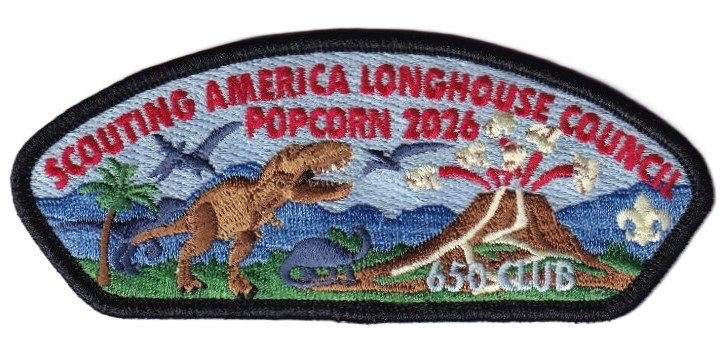 SCOUTING AMERICA LONGHOUSE COUNCIL
POPCORN 2026
650 CLUB